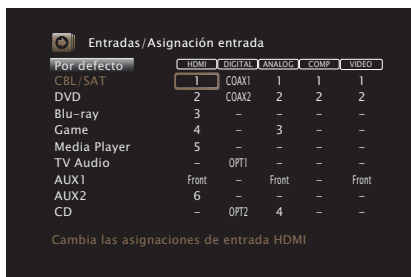 Entradas/Asignación entrada
Por defecto HDMI DIGITAL ANALOG COMP VIDEO
CBL/SAT 1 COAX1 1 1 1
DVD 2 COAX2 2 2 2
Blu-ray 3 – – – –
Game 4 – 3 – –
Media Player 5 – – – –
TV Audio – OPT1 – – –
AUX1 Front – Front – Front
AUX2 6 – – – –
CD – OPT2 4 – –
Cambia las asignaciones de entrada HDMI